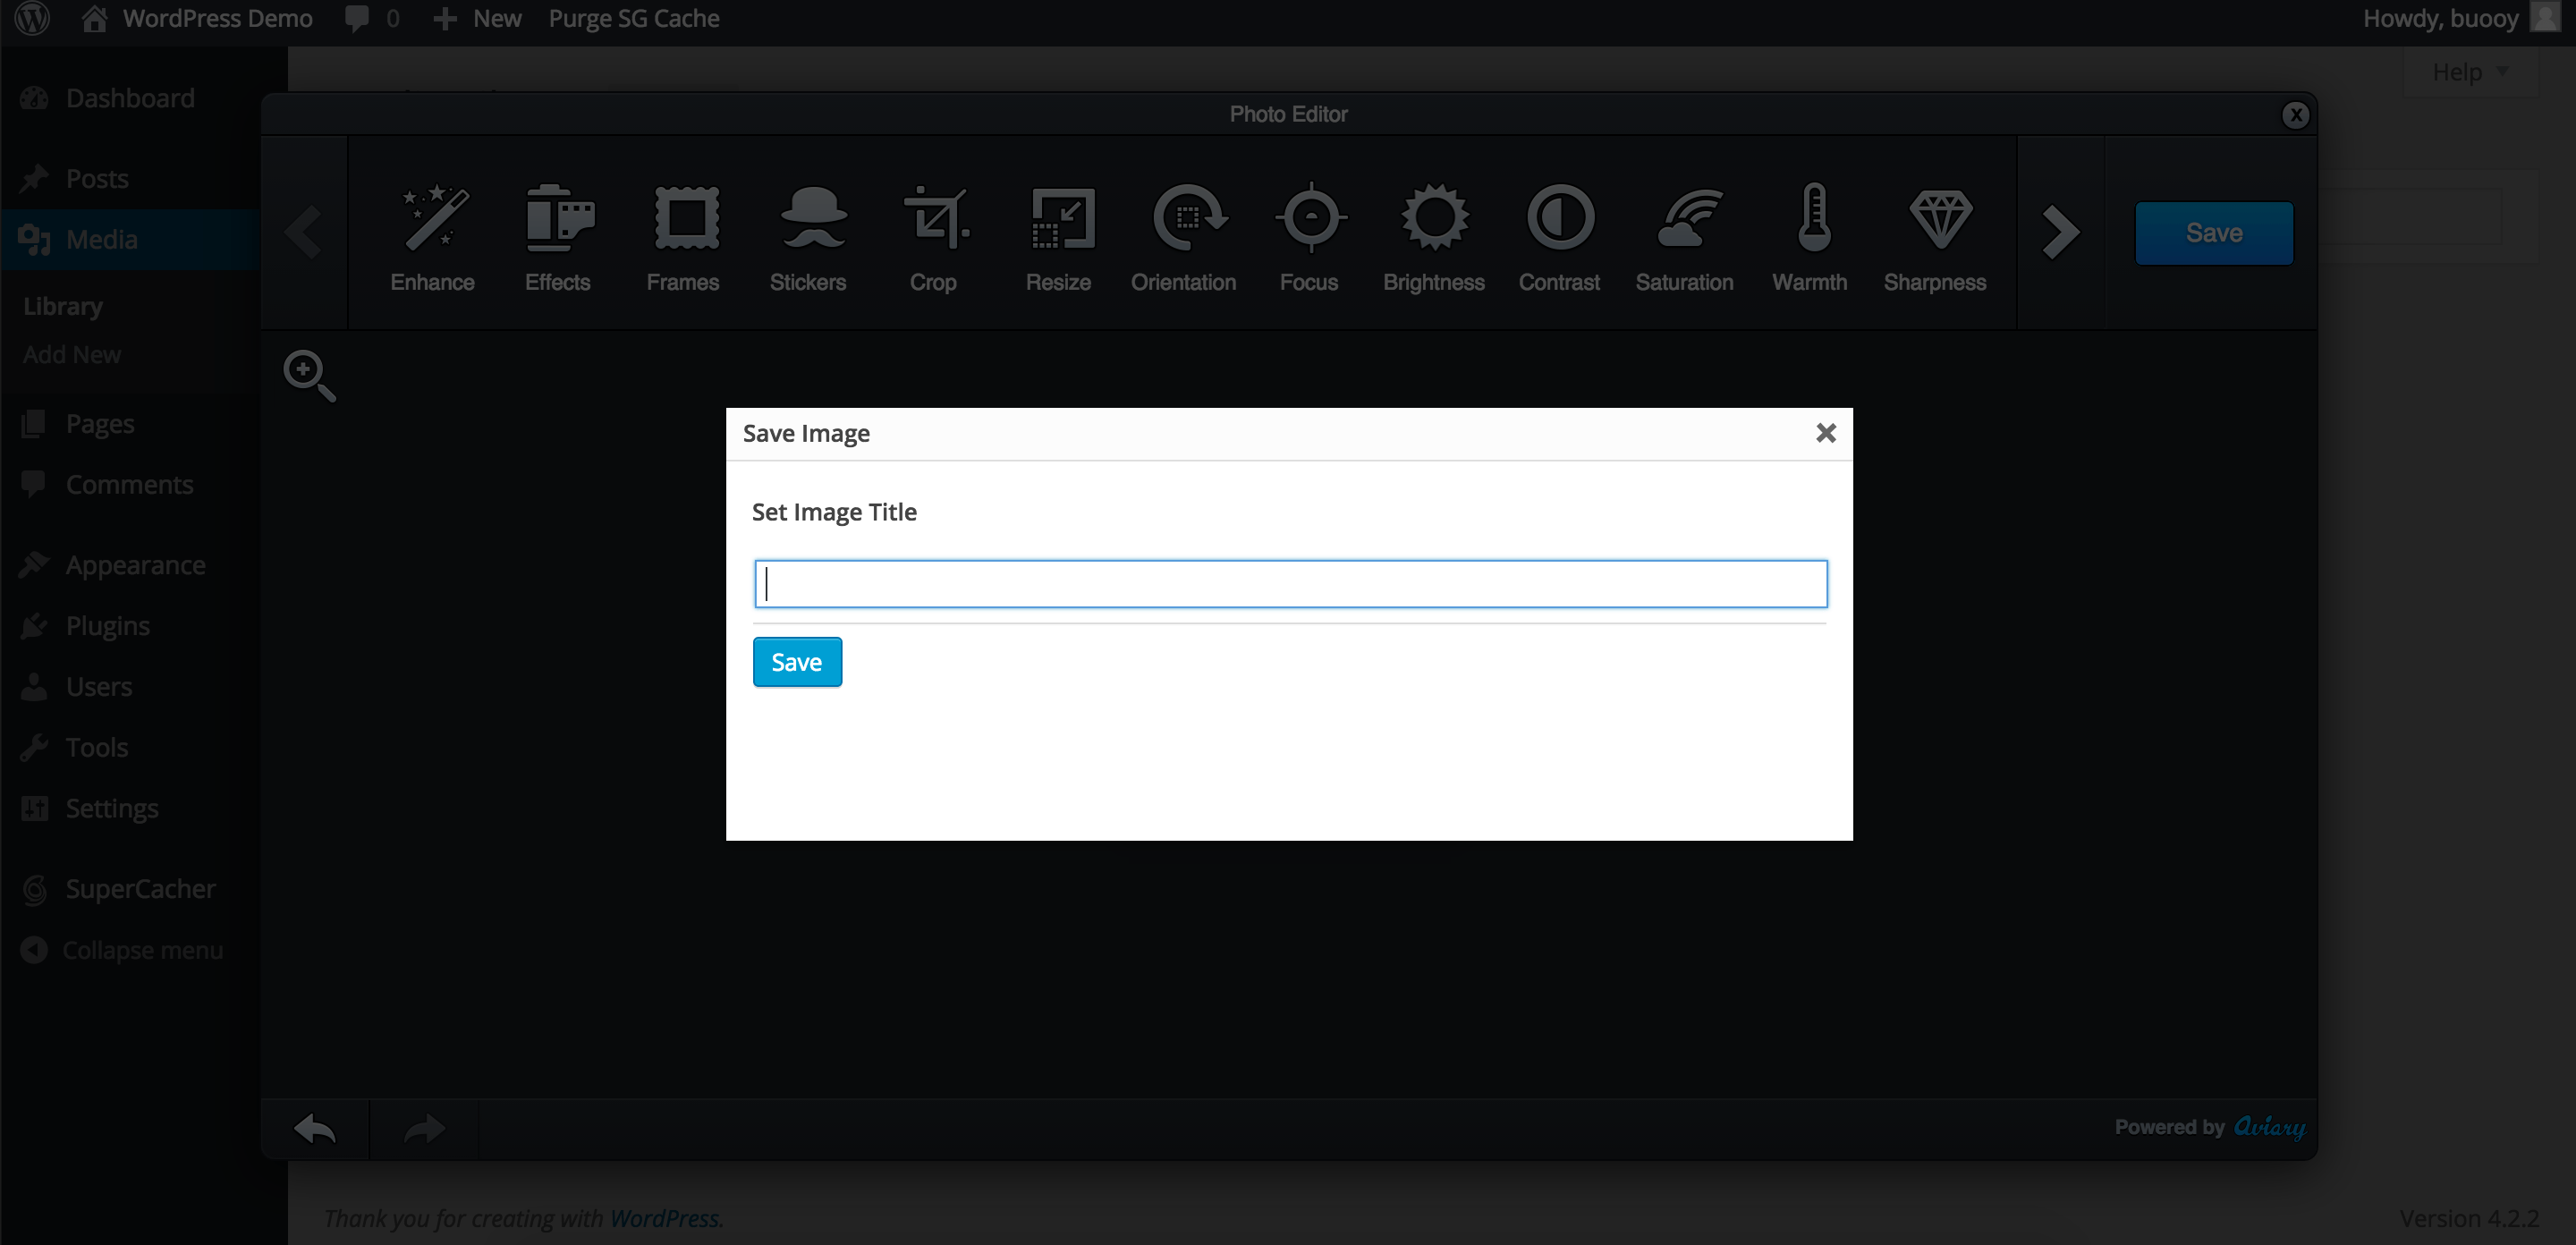 WordPress Demo 0 New Purge SG Cache Howdy, buooy
Help
Dashboard
Posts
Media
Library
Add New
Pages
Comments
Appearance
Plugins
Users
Tools
Settings
SuperCacher
Collapse menu
Photo Editor
Enhance Effects Frames Stickers Crop Resize Orientation Focus Brightness Contrast Saturation Warmth Sharpness
Save
Save Image
Set Image Title
Save
Powered by Aviary
Thank you for creating with WordPress.
Version 4.2.2